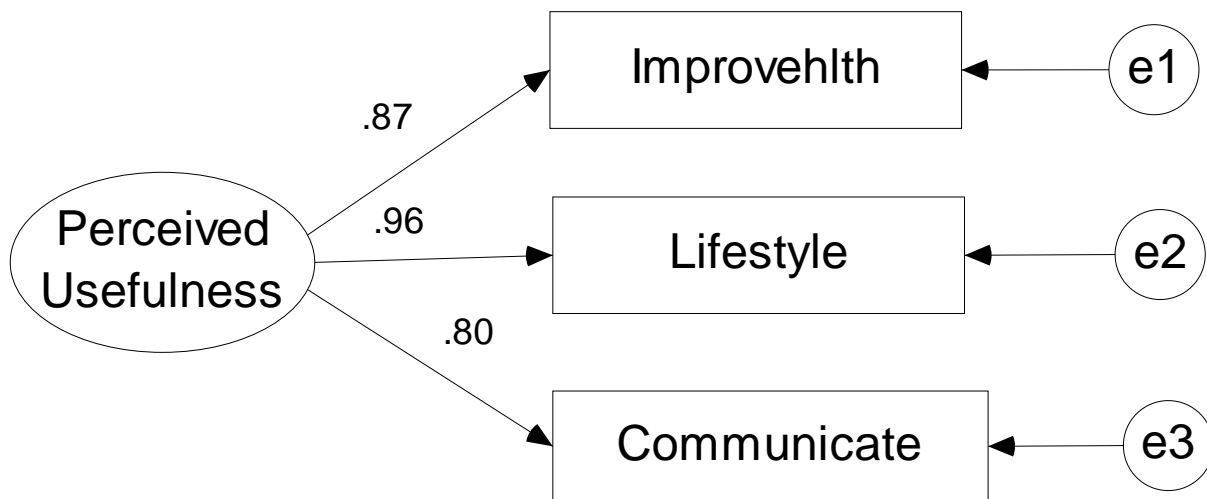 Improvehlth
e1
.87
Perceived
Usefulness
.96
Lifestyle
e2
.80
Communicate
e3